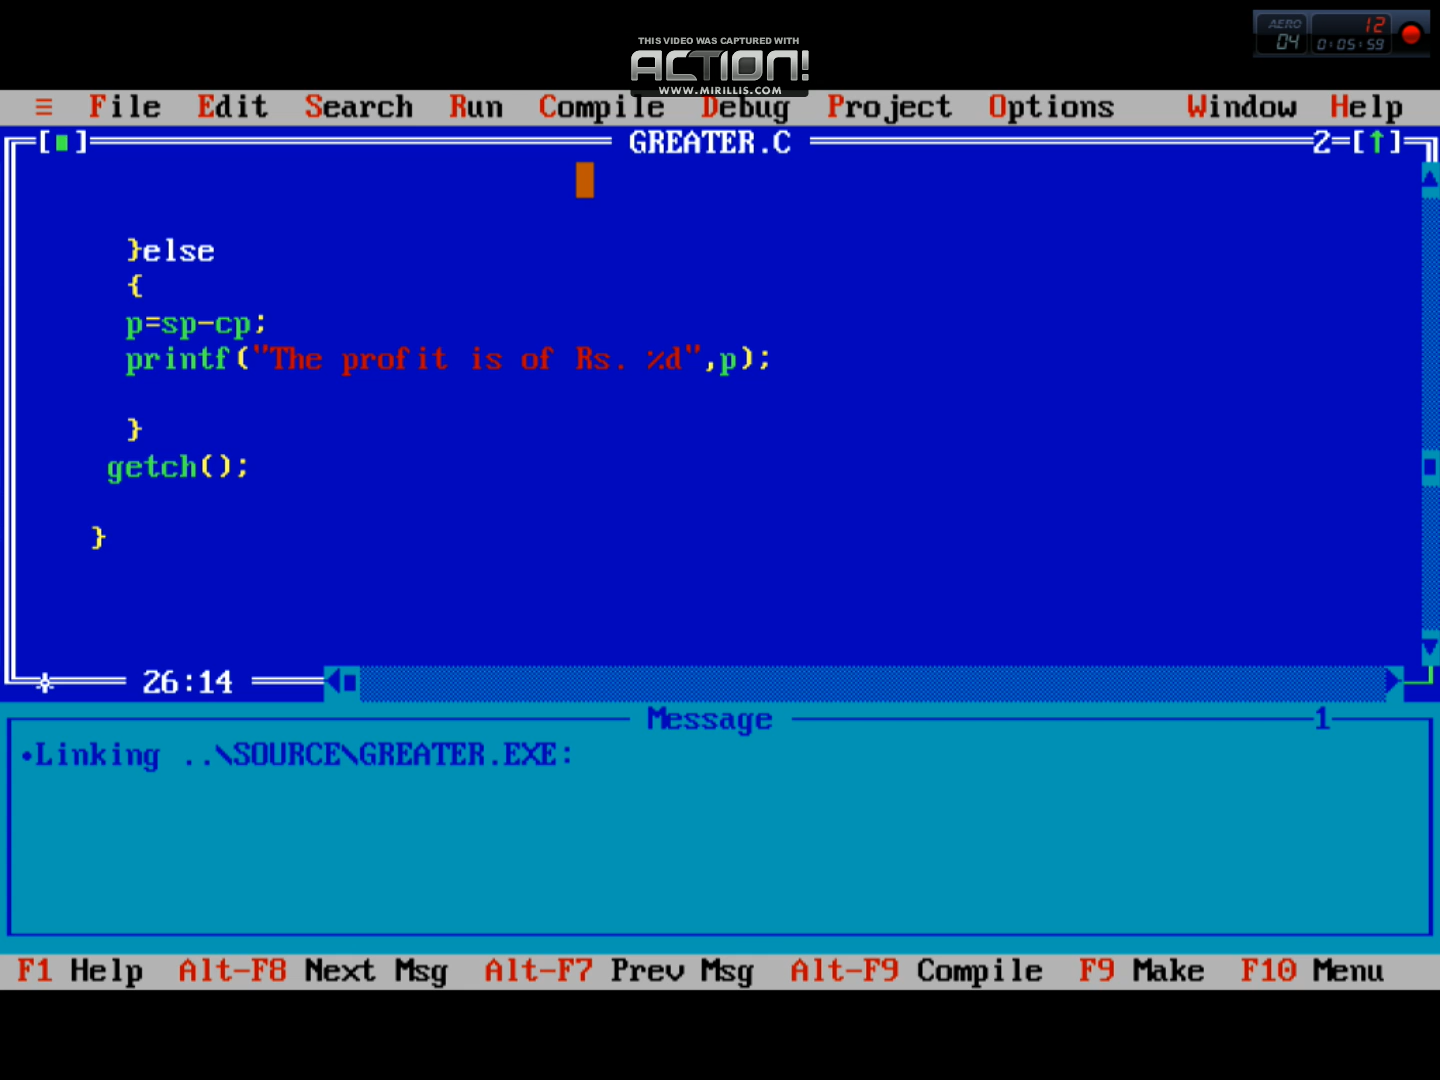 THIS VIDEO WAS CAPTURED WITH
ACTION!
WWW.MIRILLIS.COM
AERO 12
04 0:05:59
≡ File Edit Search Run Compile Debug Project Options Window Help
[■] GREATER.C 2=[↑]
}else
{
p=sp-cp;
printf("The profit is of Rs. %d",p);
}
getch();
}
26:14
Message 1
•Linking ..\SOURCE\GREATER.EXE:
F1 Help Alt-F8 Next Msg Alt-F7 Prev Msg Alt-F9 Compile F9 Make F10 Menu